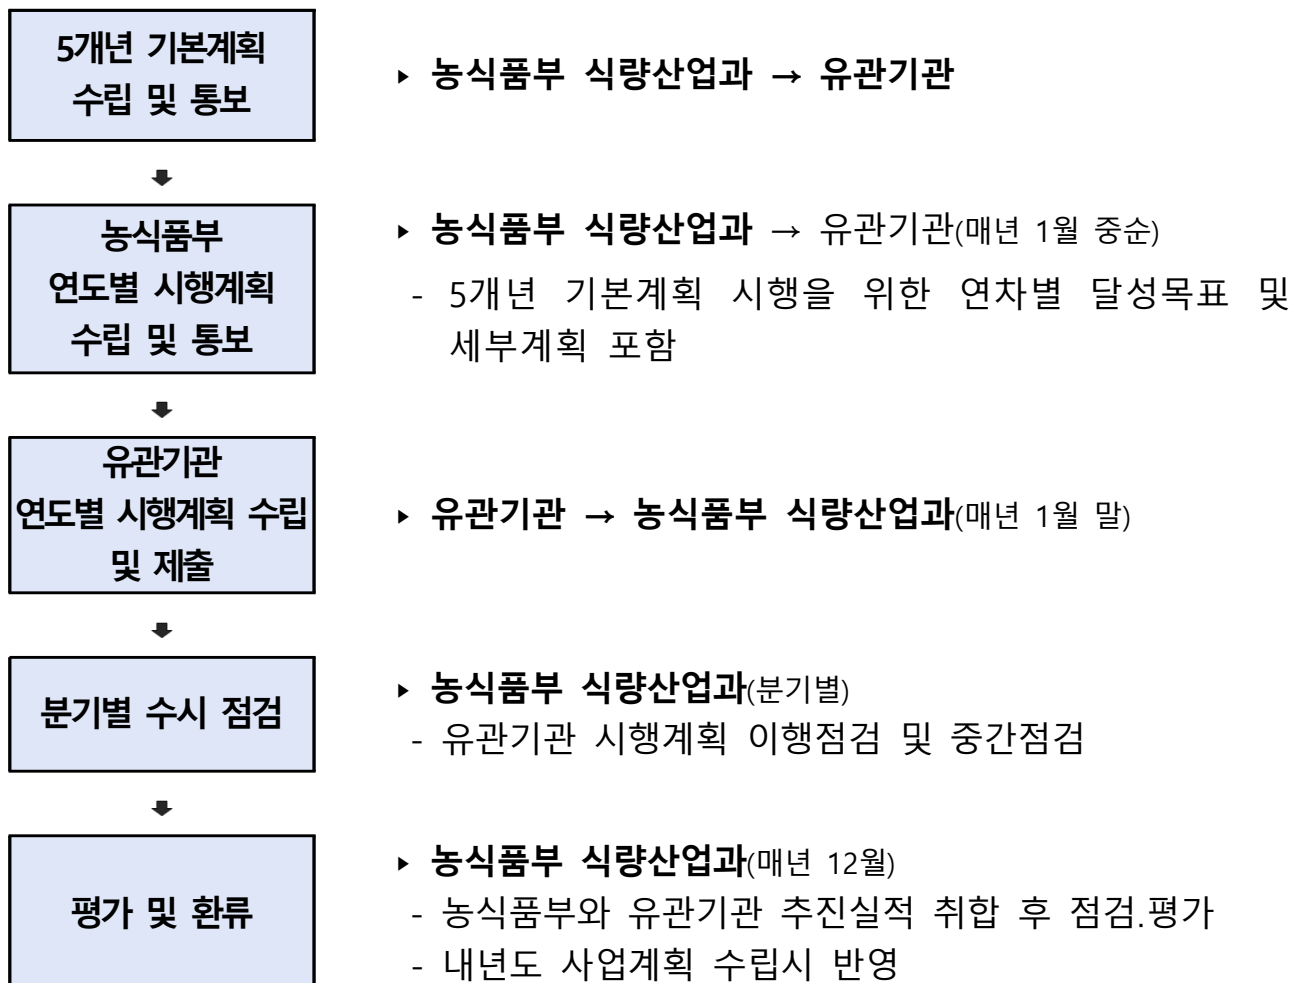 5개년 기본계획
수립 및 통보
▸ 농식품부 식량산업과 → 유관기관
농식품부
연도별 시행계획
수립 및 통보
▸ 농식품부 식량산업과 → 유관기관(매년 1월 중순)
- 5개년 기본계획 시행을 위한 연차별 달성목표 및
세부계획 포함
유관기관
연도별 시행계획 수립
및 제출
▸ 유관기관 → 농식품부 식량산업과(매년 1월 말)
분기별 수시 점검
▸ 농식품부 식량산업과(분기별)
- 유관기관 시행계획 이행점검 및 중간점검
평가 및 환류
▸ 농식품부 식량산업과(매년 12월)
- 농식품부와 유관기관 추진실적 취합 후 점검.평가
- 내년도 사업계획 수립시 반영